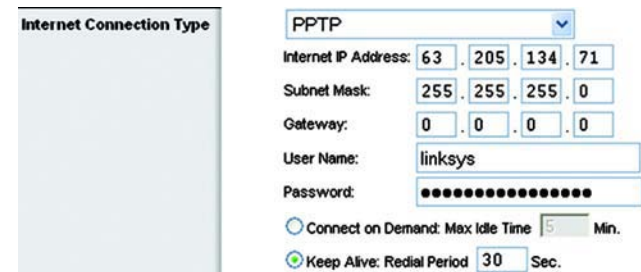 Internet Connection Type PPTP
Internet IP Address: 63 . 205 . 134 . 71
Subnet Mask: 255 . 255 . 255 . 0
Gateway: 0 . 0 . 0 . 0
User Name: linksys
Password: ●●●●●●●●●●●●●●●●
Connect on Demand: Max Idle Time 5 Min.
Keep Alive: Redial Period 30 Sec.